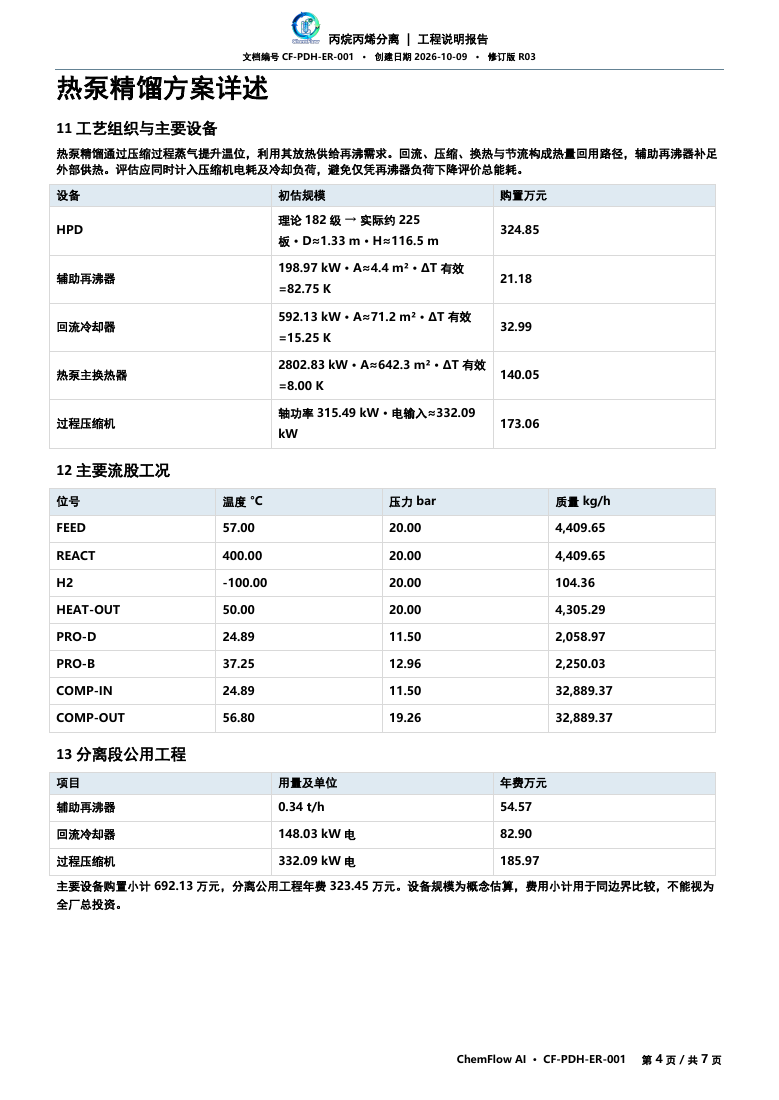 ChemFlow
丙烷丙烯分离 | 工程说明报告
文档编号 CF-PDH-ER-001 • 创建日期 2026-10-09 • 修订版 R03
热泵精馏方案详述
11 工艺组织与主要设备
热泵精馏通过压缩过程蒸气提升温位，利用其放热供给再沸需求。回流、压缩、换热与节流构成热量回用路径，辅助再沸器补足
外部供热。评估应同时计入压缩机电耗及冷却负荷，避免仅凭再沸器负荷下降评价总能耗。
设备 初估规模 购置万元
HPD 理论 182 级 → 实际约 225
板・D≈1.33 m・H≈116.5 m 324.85
辅助再沸器 198.97 kW・A≈4.4 m²・ΔT 有效
=82.75 K 21.18
回流冷却器 592.13 kW・A≈71.2 m²・ΔT 有效
=15.25 K 32.99
热泵主换热器 2802.83 kW・A≈642.3 m²・ΔT 有效
=8.00 K 140.05
过程压缩机 轴功率 315.49 kW・电输入≈332.09
kW 173.06
12 主要流股工况
位号 温度 °C 压力 bar 质量 kg/h
FEED 57.00 20.00 4,409.65
REACT 400.00 20.00 4,409.65
H2 -100.00 20.00 104.36
HEAT-OUT 50.00 20.00 4,305.29
PRO-D 24.89 11.50 2,058.97
PRO-B 37.25 12.96 2,250.03
COMP-IN 24.89 11.50 32,889.37
COMP-OUT 56.80 19.26 32,889.37
13 分离段公用工程
项目 用量及单位 年费万元
辅助再沸器 0.34 t/h 54.57
回流冷却器 148.03 kW 电 82.90
过程压缩机 332.09 kW 电 185.97
主要设备购置小计 692.13 万元，分离公用工程年费 323.45 万元。设备规模为概念估算，费用小计用于同边界比较，不能视为
全厂总投资。
ChemFlow AI • CF-PDH-ER-001 第 4 页 / 共 7 页